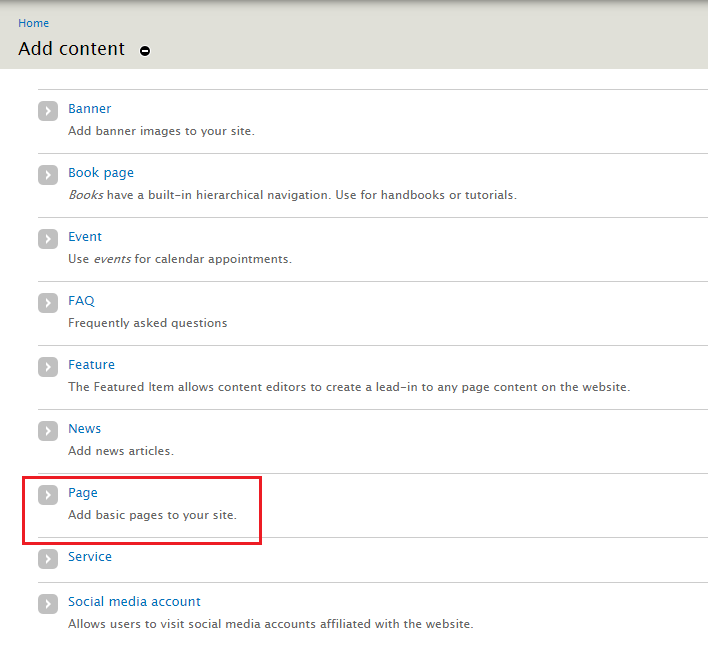 Home
Add content
Banner
Add banner images to your site.
Book page
Books have a built-in hierarchical navigation. Use for handbooks or tutorials.
Event
Use events for calendar appointments.
FAQ
Frequently asked questions
Feature
The Featured Item allows content editors to create a lead-in to any page content on the website.
News
Add news articles.
Page
Add basic pages to your site.
Service
Social media account
Allows users to visit social media accounts affiliated with the website.